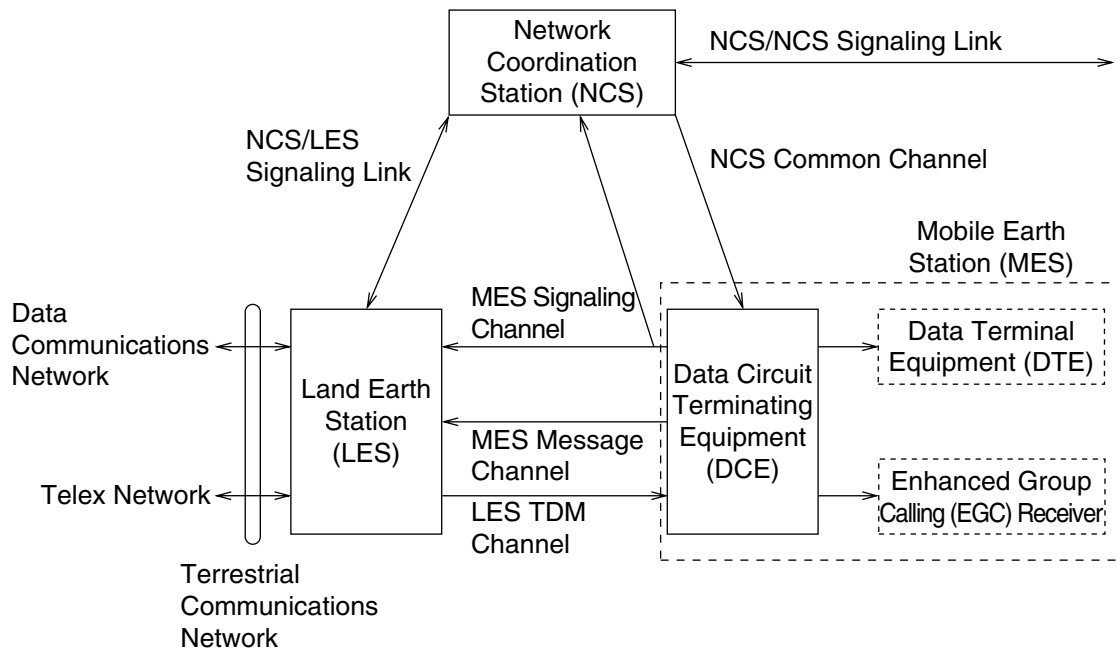 Network
Coordination
Station (NCS)
NCS/NCS Signaling Link
NCS/LES
Signaling Link
NCS Common Channel
Mobile Earth
Station (MES)
Data
Communications
Network
Telex Network
Terrestrial
Communications
Network
Land Earth
Station
(LES)
MES Signaling
Channel
MES Message
Channel
LES TDM
Channel
Data Circuit
Terminating
Equipment
(DCE)
Data Terminal
Equipment (DTE)
Enhanced Group
Calling (EGC) Receiver